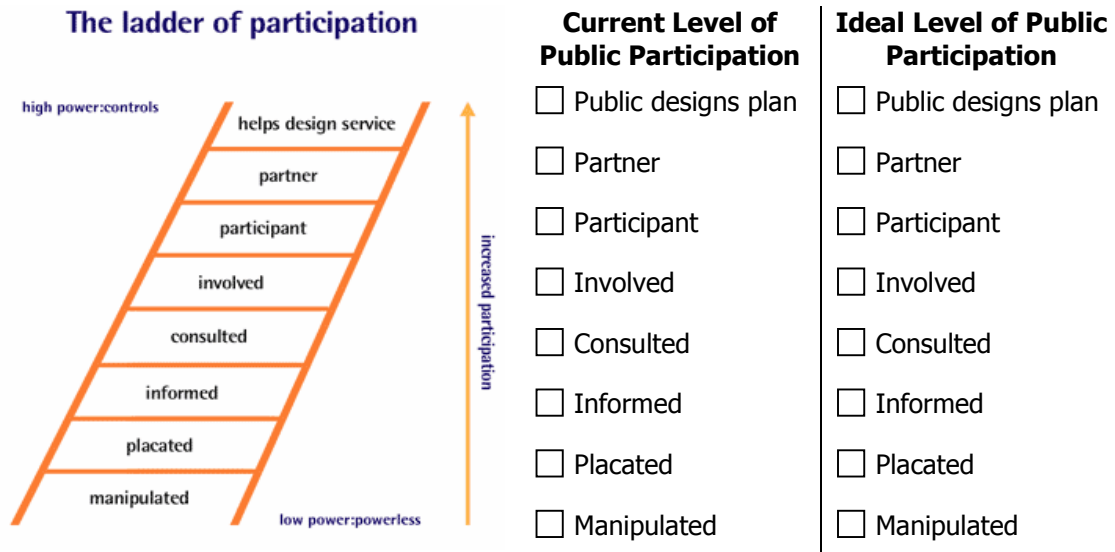 The ladder of participation
high power:controls
helps design service
partner
participant
involved
consulted
informed
placated
manipulated
low power:powerless
increased participation
Current Level of
Public Participation
Public designs plan
Partner
Participant
Involved
Consulted
Informed
Placated
Manipulated
Ideal Level of Public
Participation
Public designs plan
Partner
Participant
Involved
Consulted
Informed
Placated
Manipulated